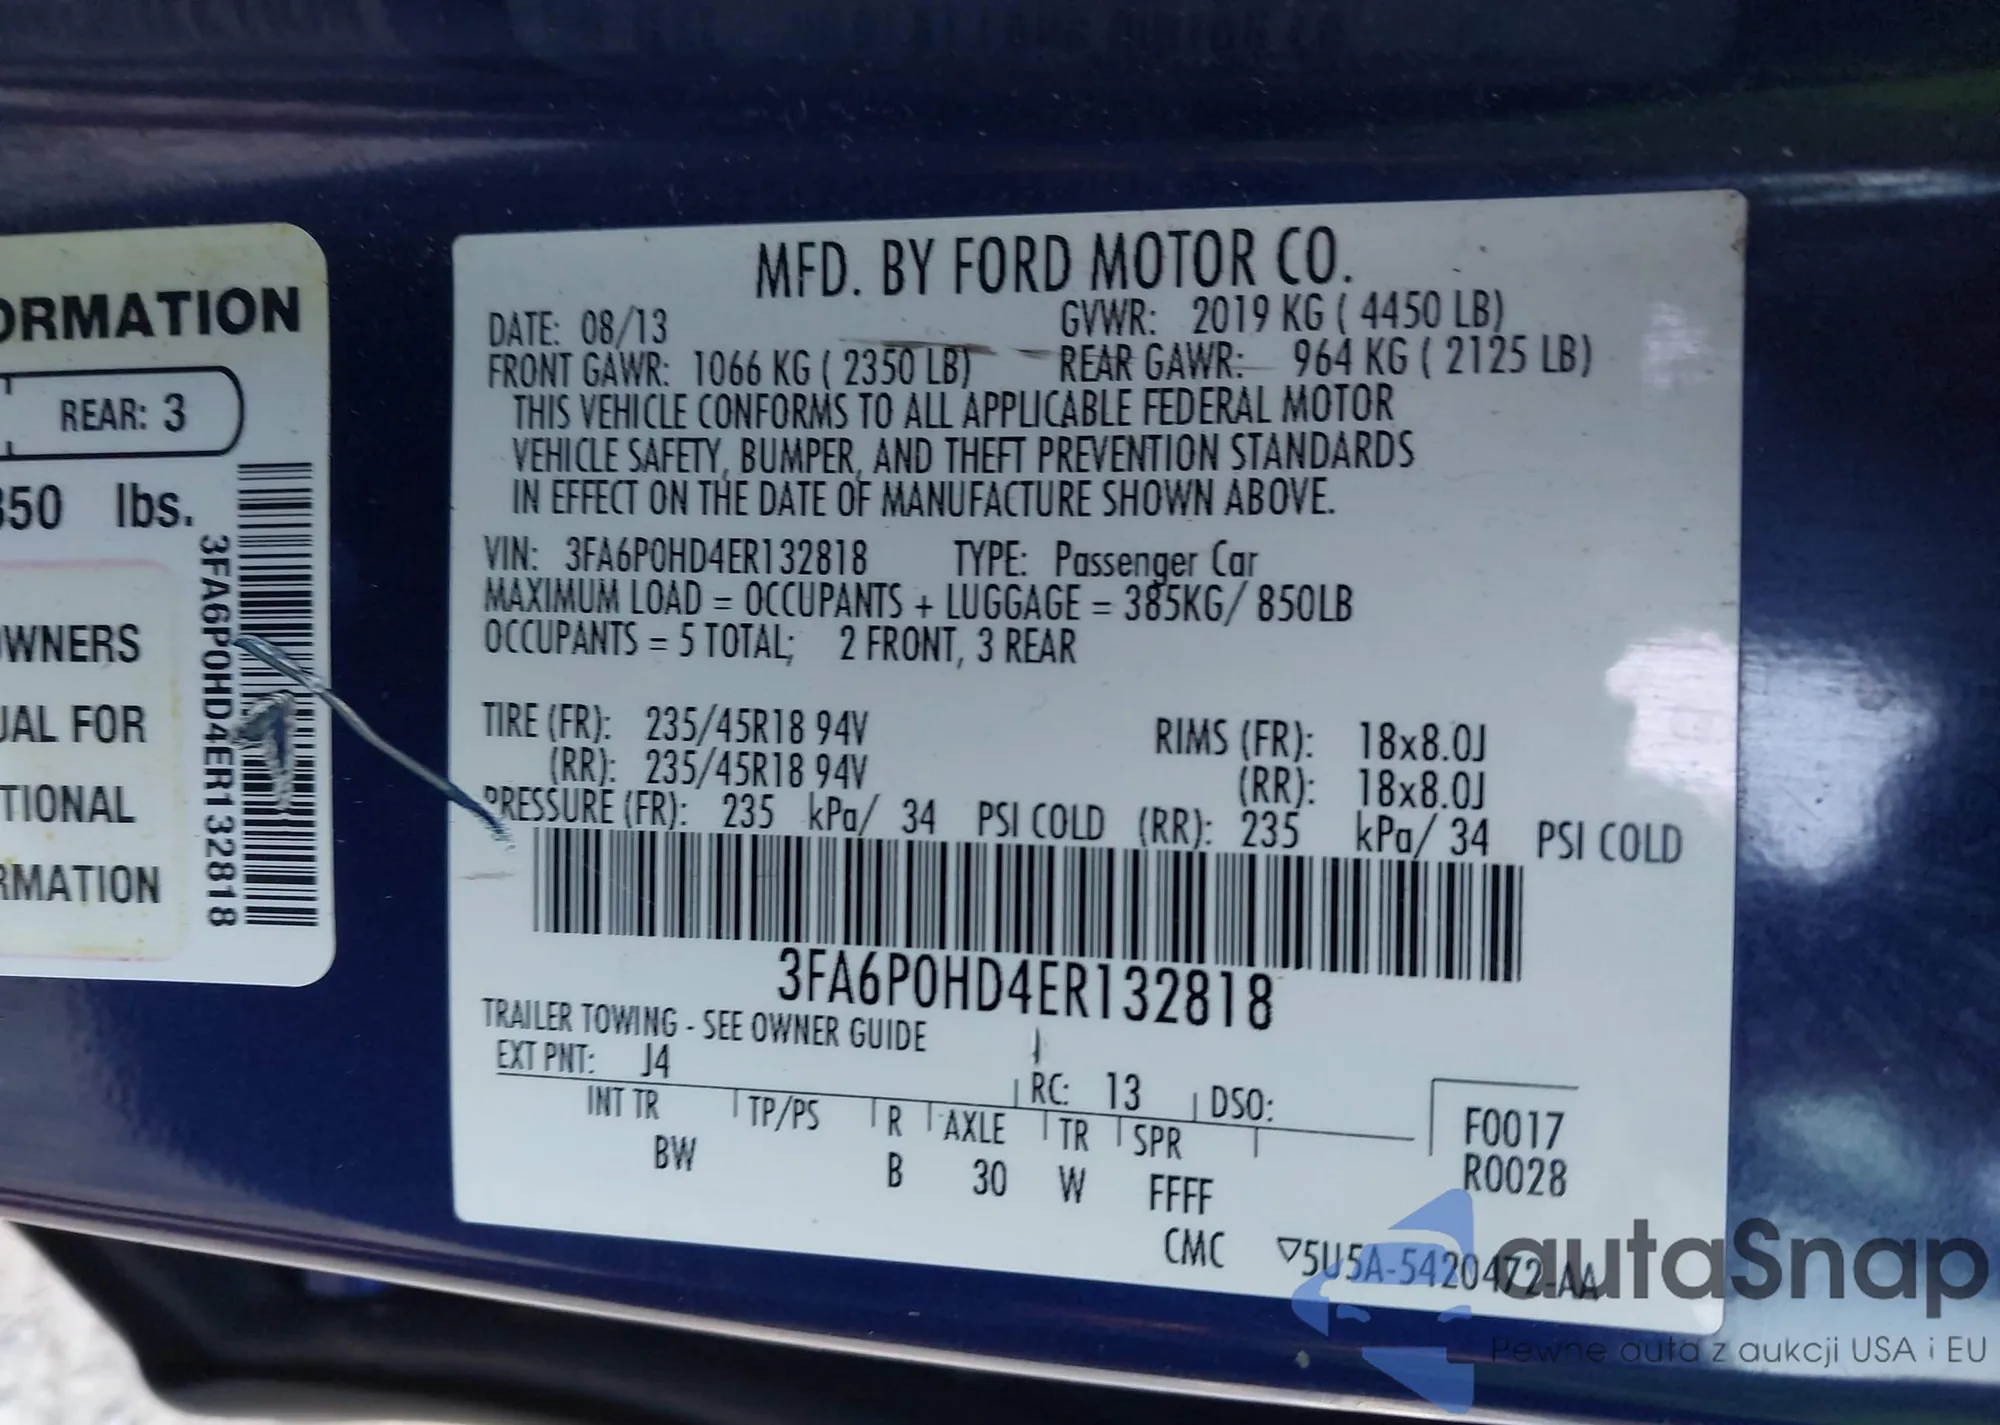 ORMATION
REAR: 3
850 lbs.
OWNERS
UAL FOR
TIONAL
RMATION
3FA6P0HD4ER132818
MFD. BY FORD MOTOR CO.
DATE: 08/13 GVWR: 2019 KG ( 4450 LB)
FRONT GAWR: 1066 KG ( 2350 LB) REAR GAWR: 964 KG ( 2125 LB)
THIS VEHICLE CONFORMS TO ALL APPLICABLE FEDERAL MOTOR
VEHICLE SAFETY, BUMPER, AND THEFT PREVENTION STANDARDS
IN EFFECT ON THE DATE OF MANUFACTURE SHOWN ABOVE.
VIN: 3FA6P0HD4ER132818 TYPE: Passenger Car
MAXIMUM LOAD = OCCUPANTS + LUGGAGE = 385KG/ 850LB
OCCUPANTS = 5 TOTAL; 2 FRONT, 3 REAR
TIRE (FR): 235/45R18 94V RIMS (FR): 18x8.0J
(RR): 235/45R18 94V (RR): 18x8.0J
PRESSURE (FR): 235 kPa/ 34 PSI COLD (RR): 235 kPa/ 34 PSI COLD
3FA6P0HD4ER132818
TRAILER TOWING - SEE OWNER GUIDE
EXT PNT: J4 RC: 13 DSO:
INT TR TP/PS R AXLE TR SPR F0017
BW B 30 W FFFF R0028
CMC ▽5U5A-5420472-AA
autaSnap
Pewne auta z aukcji USA i EU